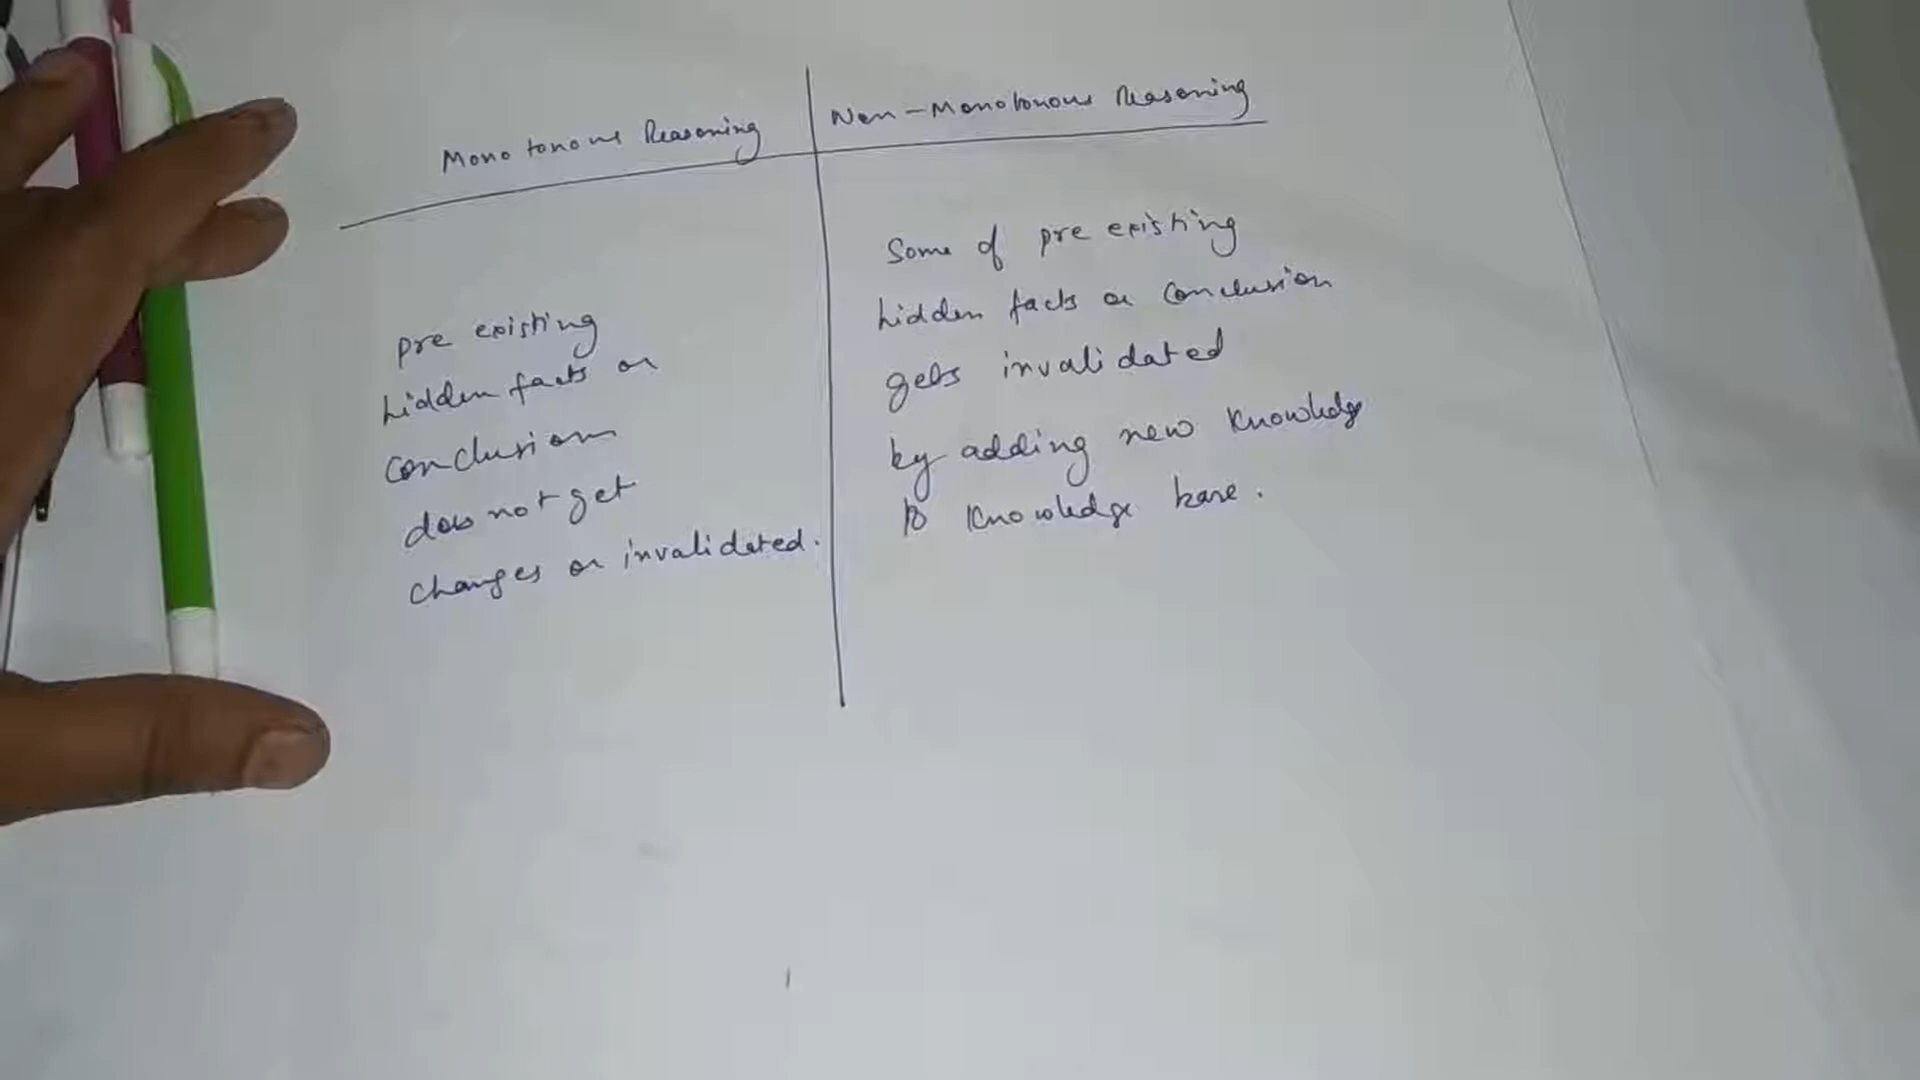 Monotonous Reasoning
Non-Monotonous Reasoning
pre existing
hidden facts or
conclusion
does not get
changes or invalidated.
Some of pre existing
hidden facts or conclusion
gets invalidated
by adding new knowledge
to knowledge base.